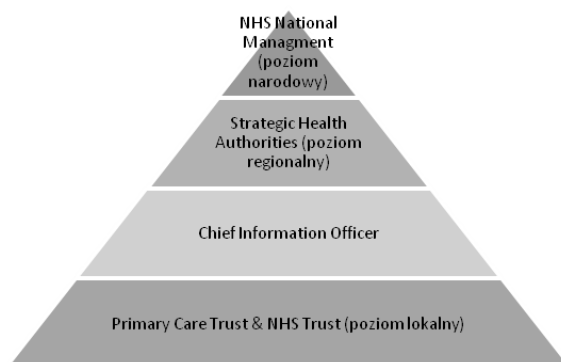 NHS National
Managment
(poziom
narodowy)
Strategic Health
Authorities (poziom
regionalny)
Chief Information Officer
Primary Care Trust & NHS Trust (poziom lokalny)